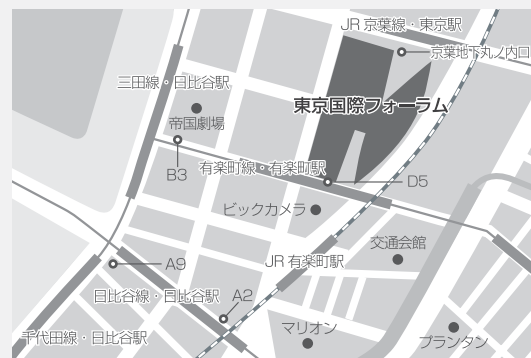 JR 京葉線・東京駅
京葉地下丸ノ内口
三田線・日比谷駅
東京国際フォーラム
帝国劇場
B3
有楽町線・有楽町駅
D5
ビックカメラ
交通会館
A9
JR 有楽町駅
日比谷線・日比谷駅
A2
千代田線・日比谷駅
マリオン
プランタン